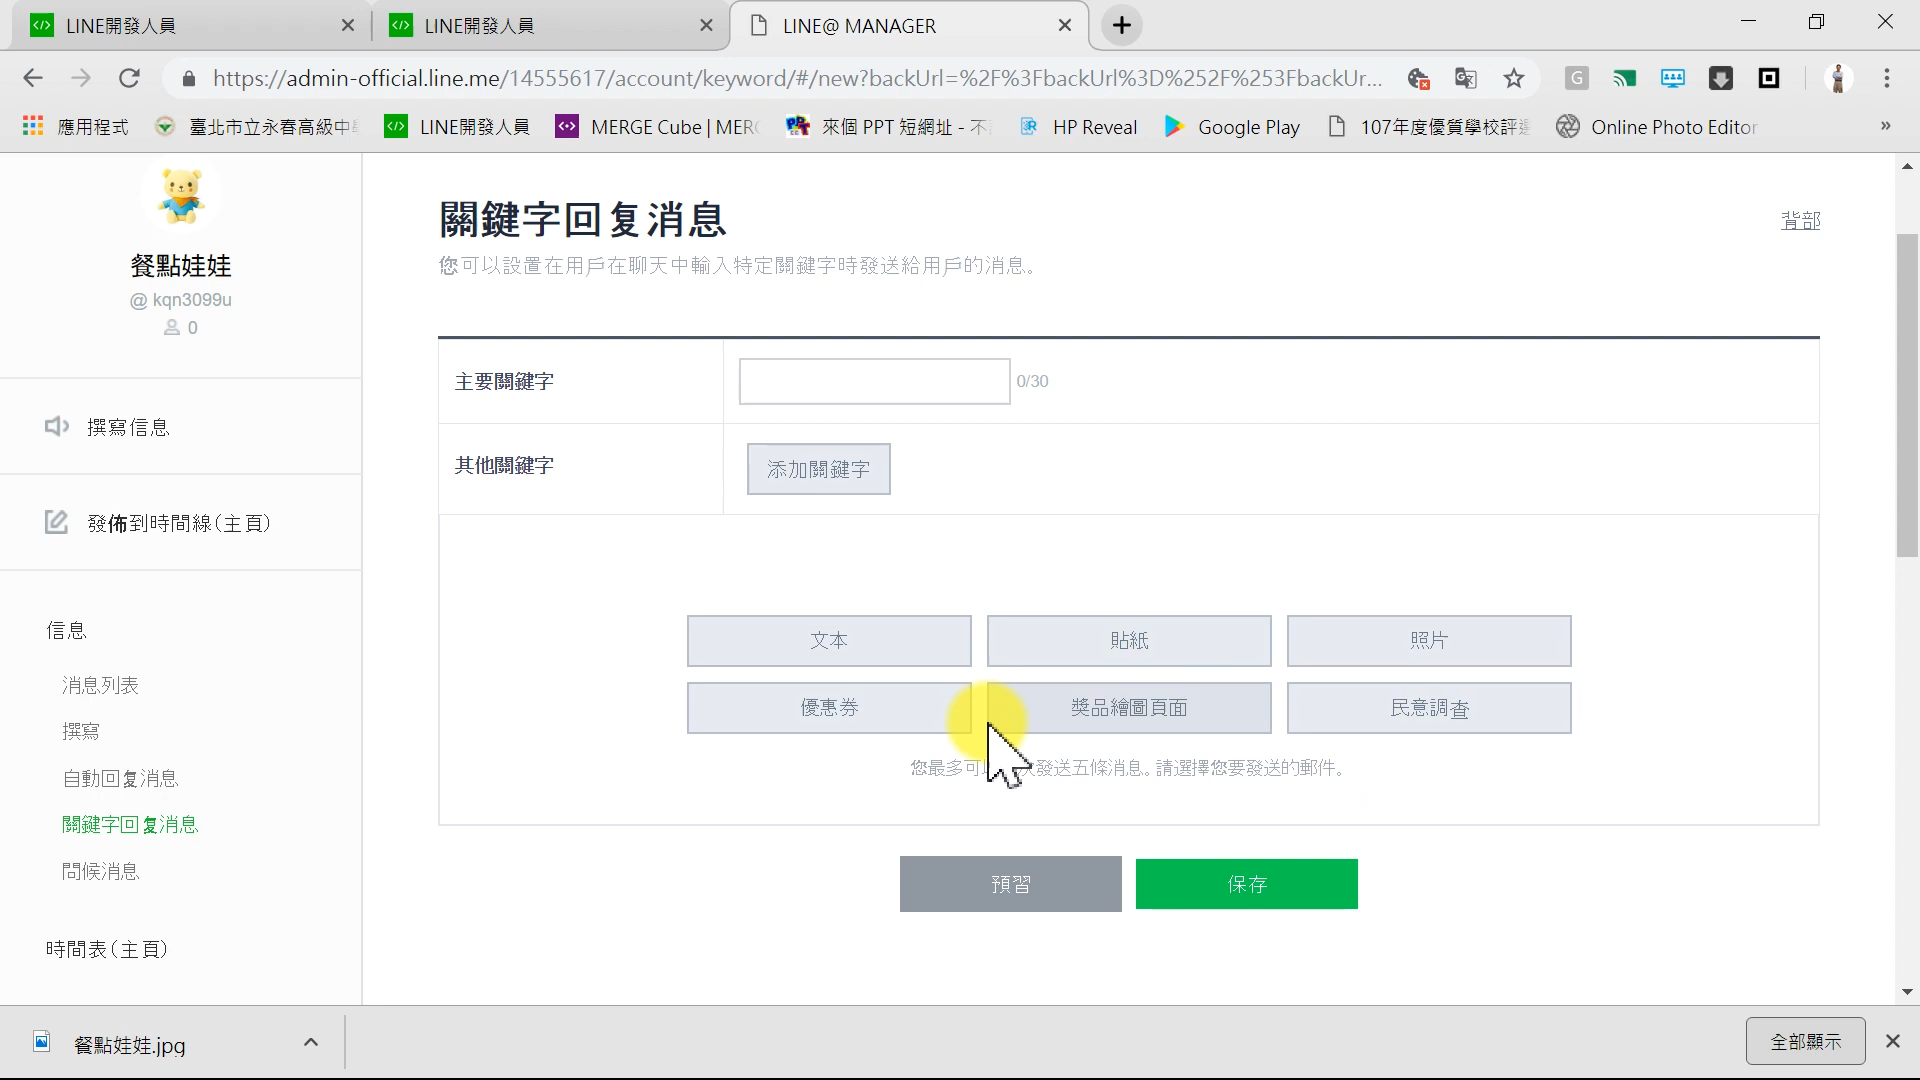 LINE開發人員
LINE開發人員
LINE@ MANAGER
https://admin-official.line.me/14555617/account/keyword/#/new?backUrl=%2F%3FbackUrl%3D%252F%253FbackUr...
應用程式
臺北市立永春高級中
LINE開發人員
MERGE Cube | MERG
來個 PPT 短網址 - 不
HP Reveal
Google Play
107年度優質學校評選
Online Photo Editor
»
餐點娃娃
@ kqn3099u
0
撰寫信息
發佈到時間線(主頁)
信息
消息列表
撰寫
自動回复消息
關鍵字回复消息
問候消息
時間表(主頁)
關鍵字回复消息
背部
您可以設置在用戶在聊天中輸入特定關鍵字時發送給用戶的消息。
主要關鍵字
0/30
其他關鍵字
添加關鍵字
文本
貼紙
照片
優惠券
獎品繪圖頁面
民意調查
您最多可以 發送五條消息。請選擇您要發送的郵件。
預習
保存
餐點娃娃.jpg
全部顯示